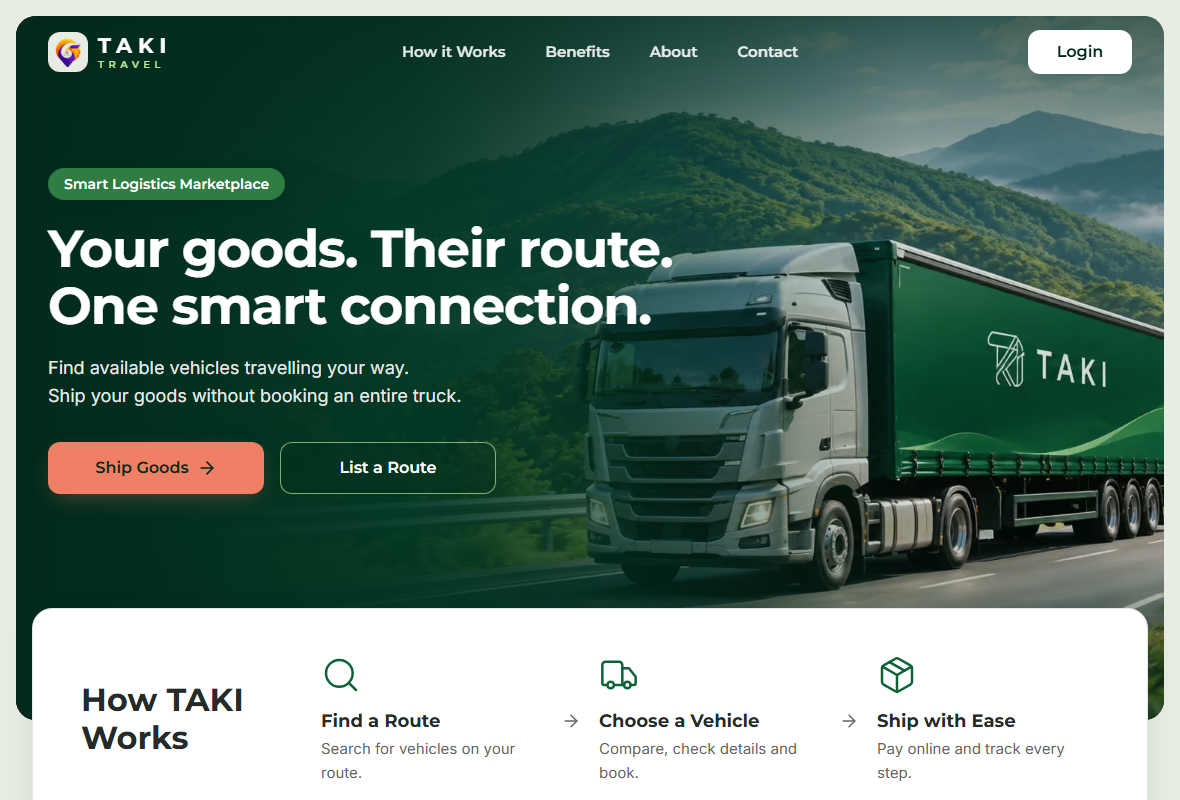 TAKI
TRAVEL
How it Works
Benefits
About
Contact
Login
Smart Logistics Marketplace
Your goods. Their route.
One smart connection.
Find available vehicles travelling your way.
Ship your goods without booking an entire truck.
Ship Goods →
List a Route
TAKI
How TAKI
Works
Find a Route
Search for vehicles on your
route.
→
Choose a Vehicle
Compare, check details and
book.
→
Ship with Ease
Pay online and track every
step.